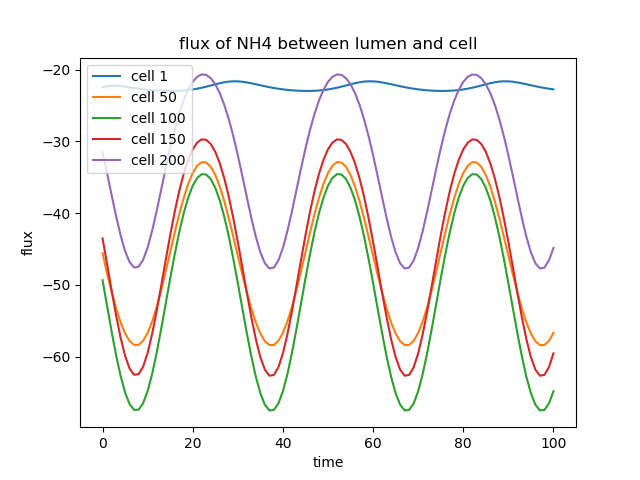 flux of NH4 between lumen and cell
cell 1
cell 50
cell 100
cell 150
cell 200
flux
−20
−30
−40
−50
−60
0 20 40 60 80 100
time